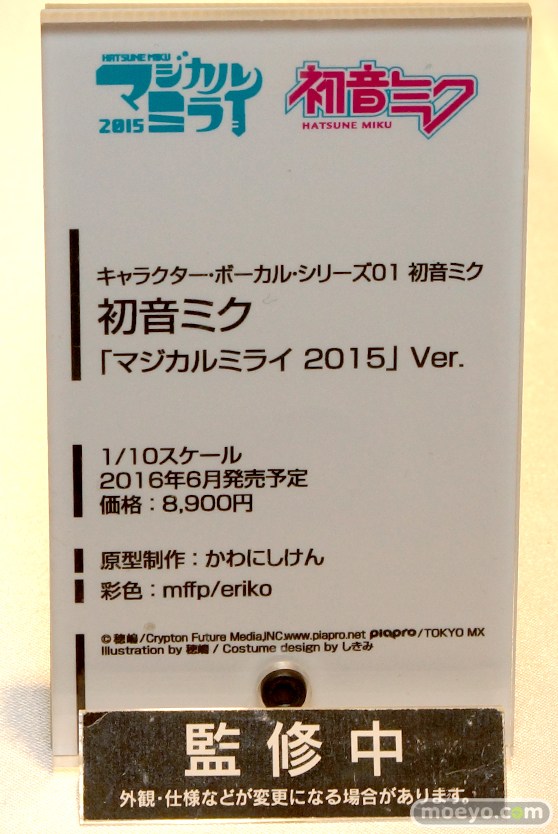 HATSUNE MIKU
マジカル
2015 ミライ
初音ミク
HATSUNE MIKU
キャラクター・ボーカル・シリーズ01 初音ミク
初音ミク
「マジカルミライ 2015」 Ver.
1/10スケール
2016年6月発売予定
価格：8,900円
原型制作：かわにしけん
彩色：mffp/eriko
© 穂嶋/Crypton Future Media,INC.www.piapro.net piapro/TOKYO MX
Illustration by 穂嶋 / Costume design by しきみ
監修中
外観・仕様などが変更になる場合があります。
moeyo.com